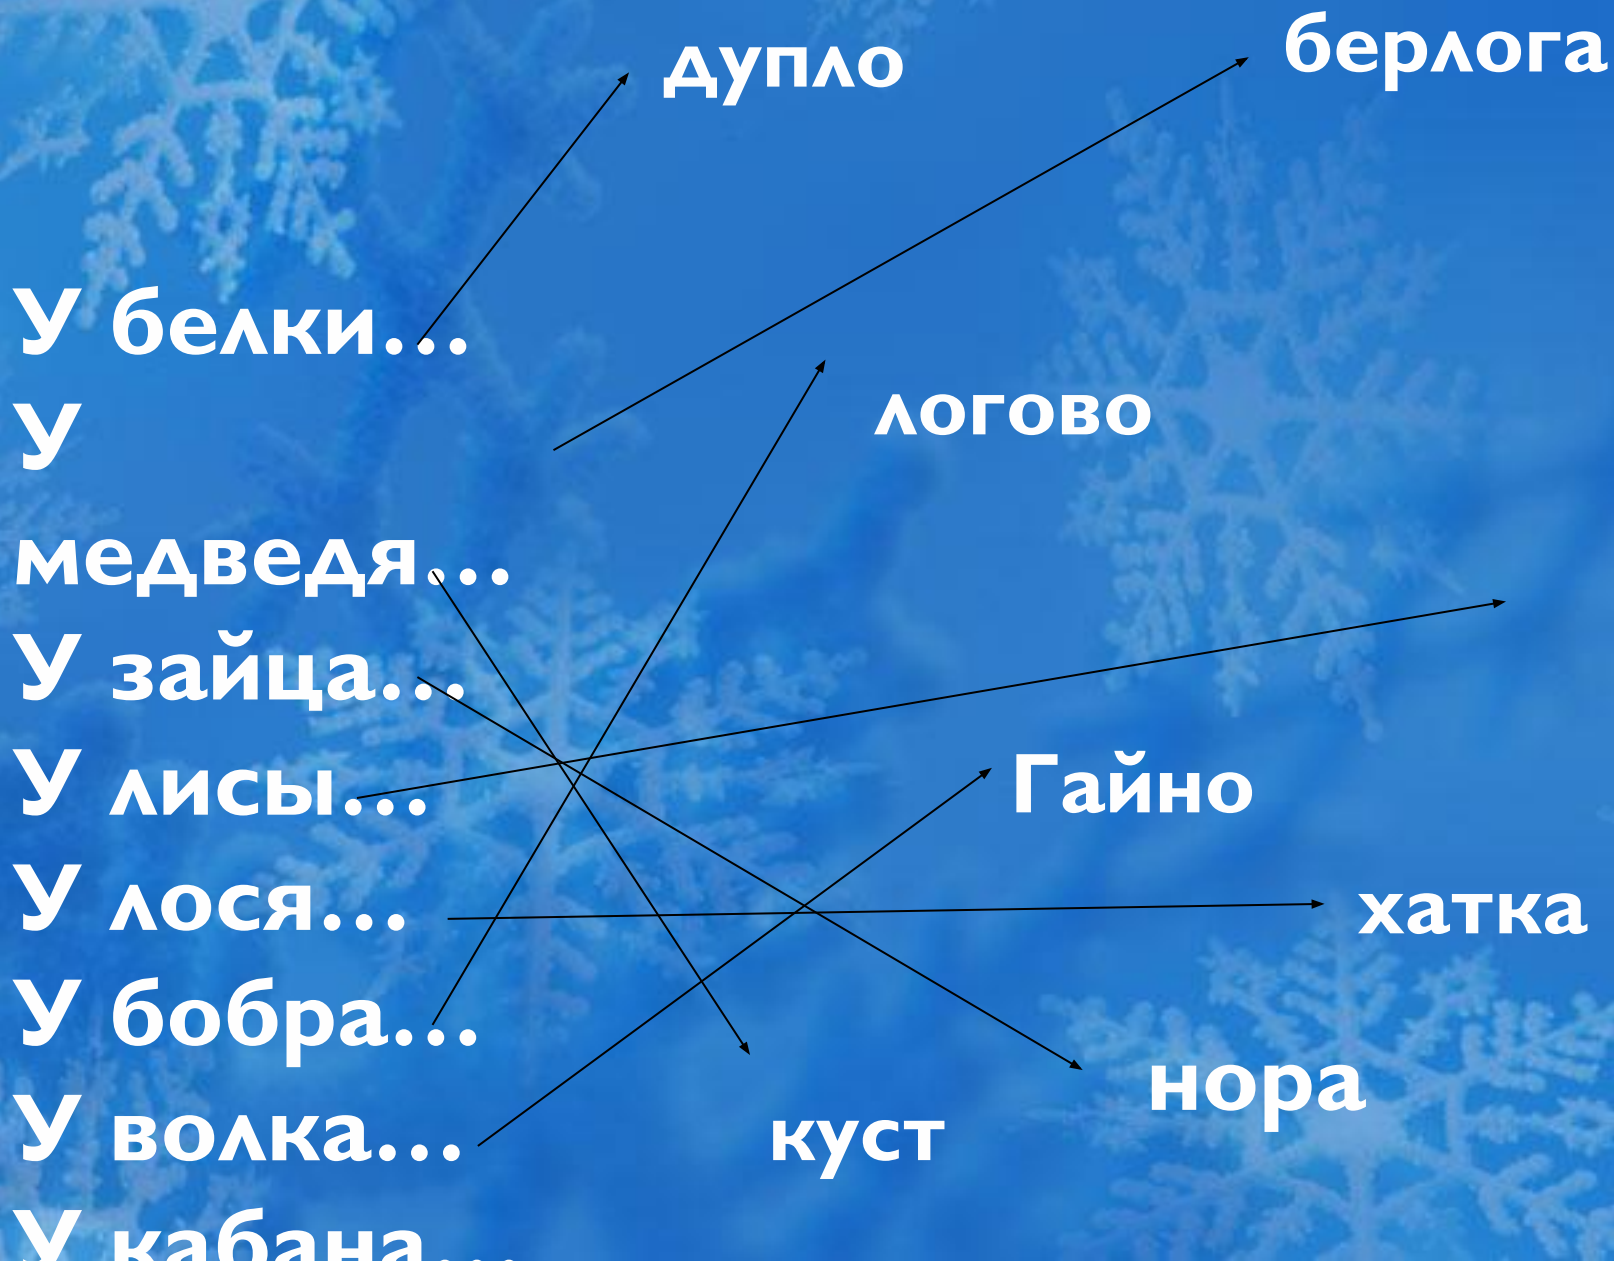 дупло
берлога
У белки...
У
медведя...
У зайца...
У лисы...
У лося...
У бобра...
У волка...
У кабана...
логово
Гайно
хатка
нора
куст